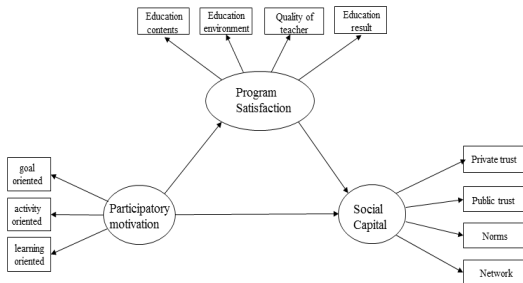 Education
contents
Education
environment
Quality of
teacher
Education
result
Program
Satisfaction
goal
oriented
activity
oriented
learning
oriented
Participatory
motivation
Social
Capital
Private trust
Public trust
Norms
Network